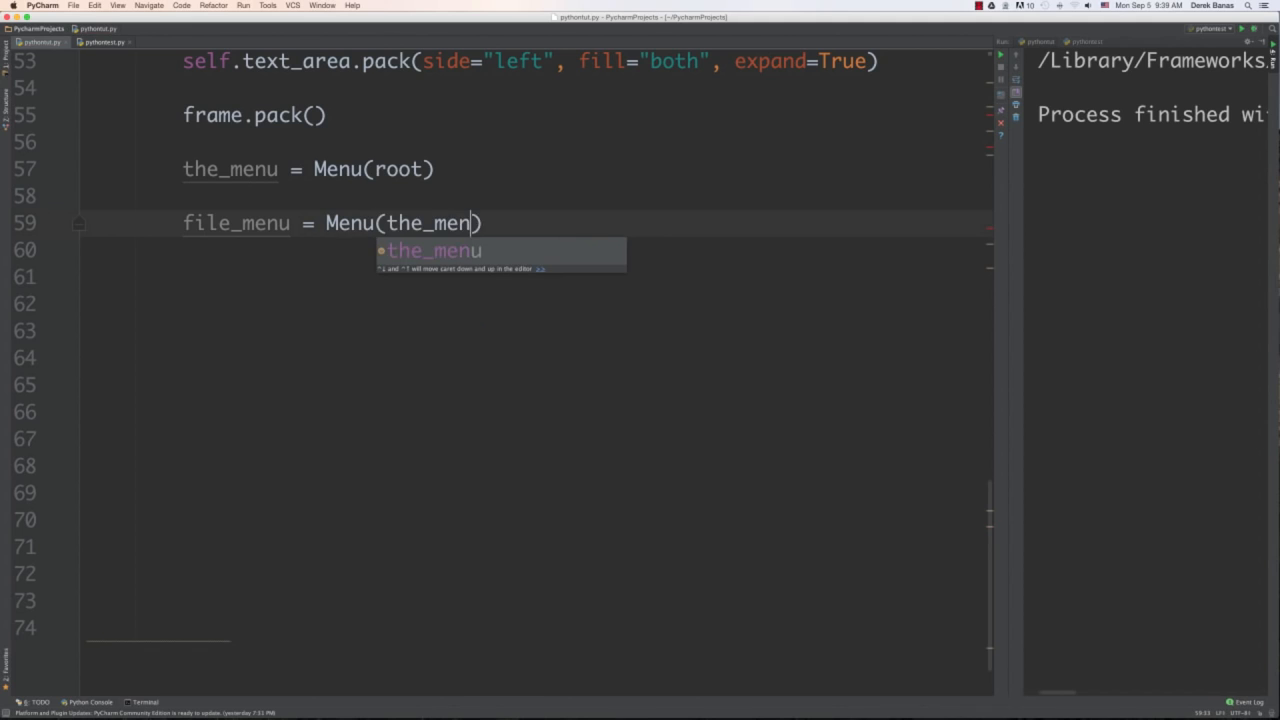 PyCharm File Edit View Navigate Code Refactor Run Tools VCS Window Help 10 Mon Sep 5 9:39 AM Derek Banas
pythontut.py - PycharmProjects - [~/PycharmProjects]
PycharmProjects pythontut.py pythontest
pythontut.py pythontest.py Run: pythontut pythontest
53 self.text_area.pack(side="left", fill="both", expand=True)
54
55 frame.pack()
56
57 the_menu = Menu(root)
58
59 file_menu = Menu(the_men)
60 the_menu
61
62
63
64
65
66
67
68
69
70
71
72
73
74
^↓ and ^↑ will move caret down and up in the editor >>
/Library/Frameworks
Process finished wi
1: Project
7: Structure
2: Favorites
Run
6: TODO Python Console Terminal Event Log
Platform and Plugin Updates: PyCharm Community Edition is ready to update. (yesterday 7:51 PM) 59:33 LF÷ UTF-8÷